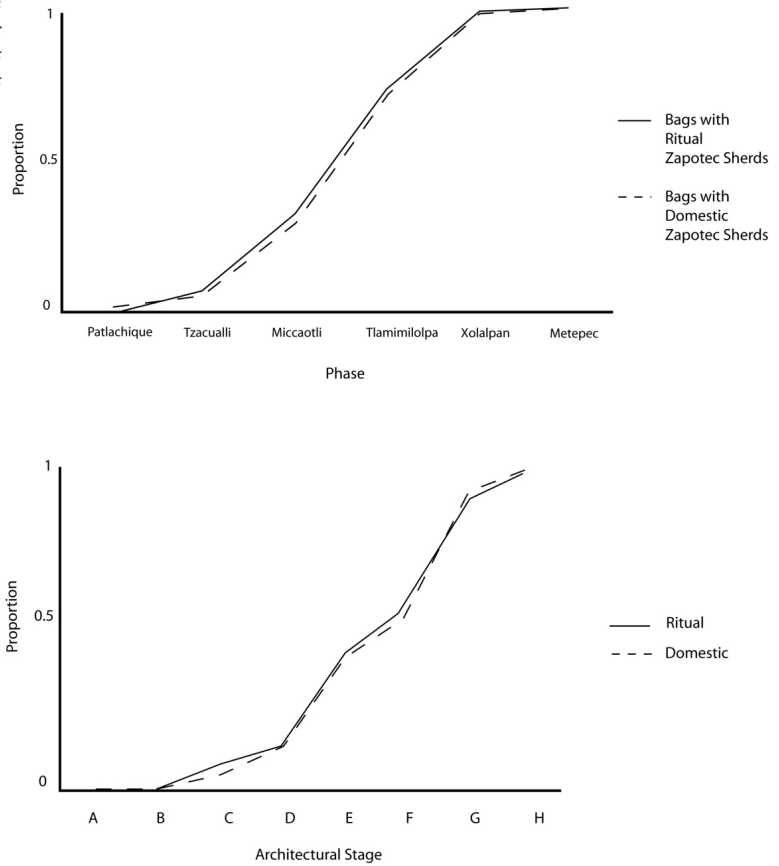 1
Proportion
0.5
0
Bags with
Ritual
Zapotec Sherds
Bags with
Domestic
Zapotec Sherds
Patlachique Tzacualli Miccaotli Tlamimilolpa Xolalpan Metepec
Phase
1
Proportion
0.5
0
Ritual
Domestic
A B C D E F G H
Architectural Stage